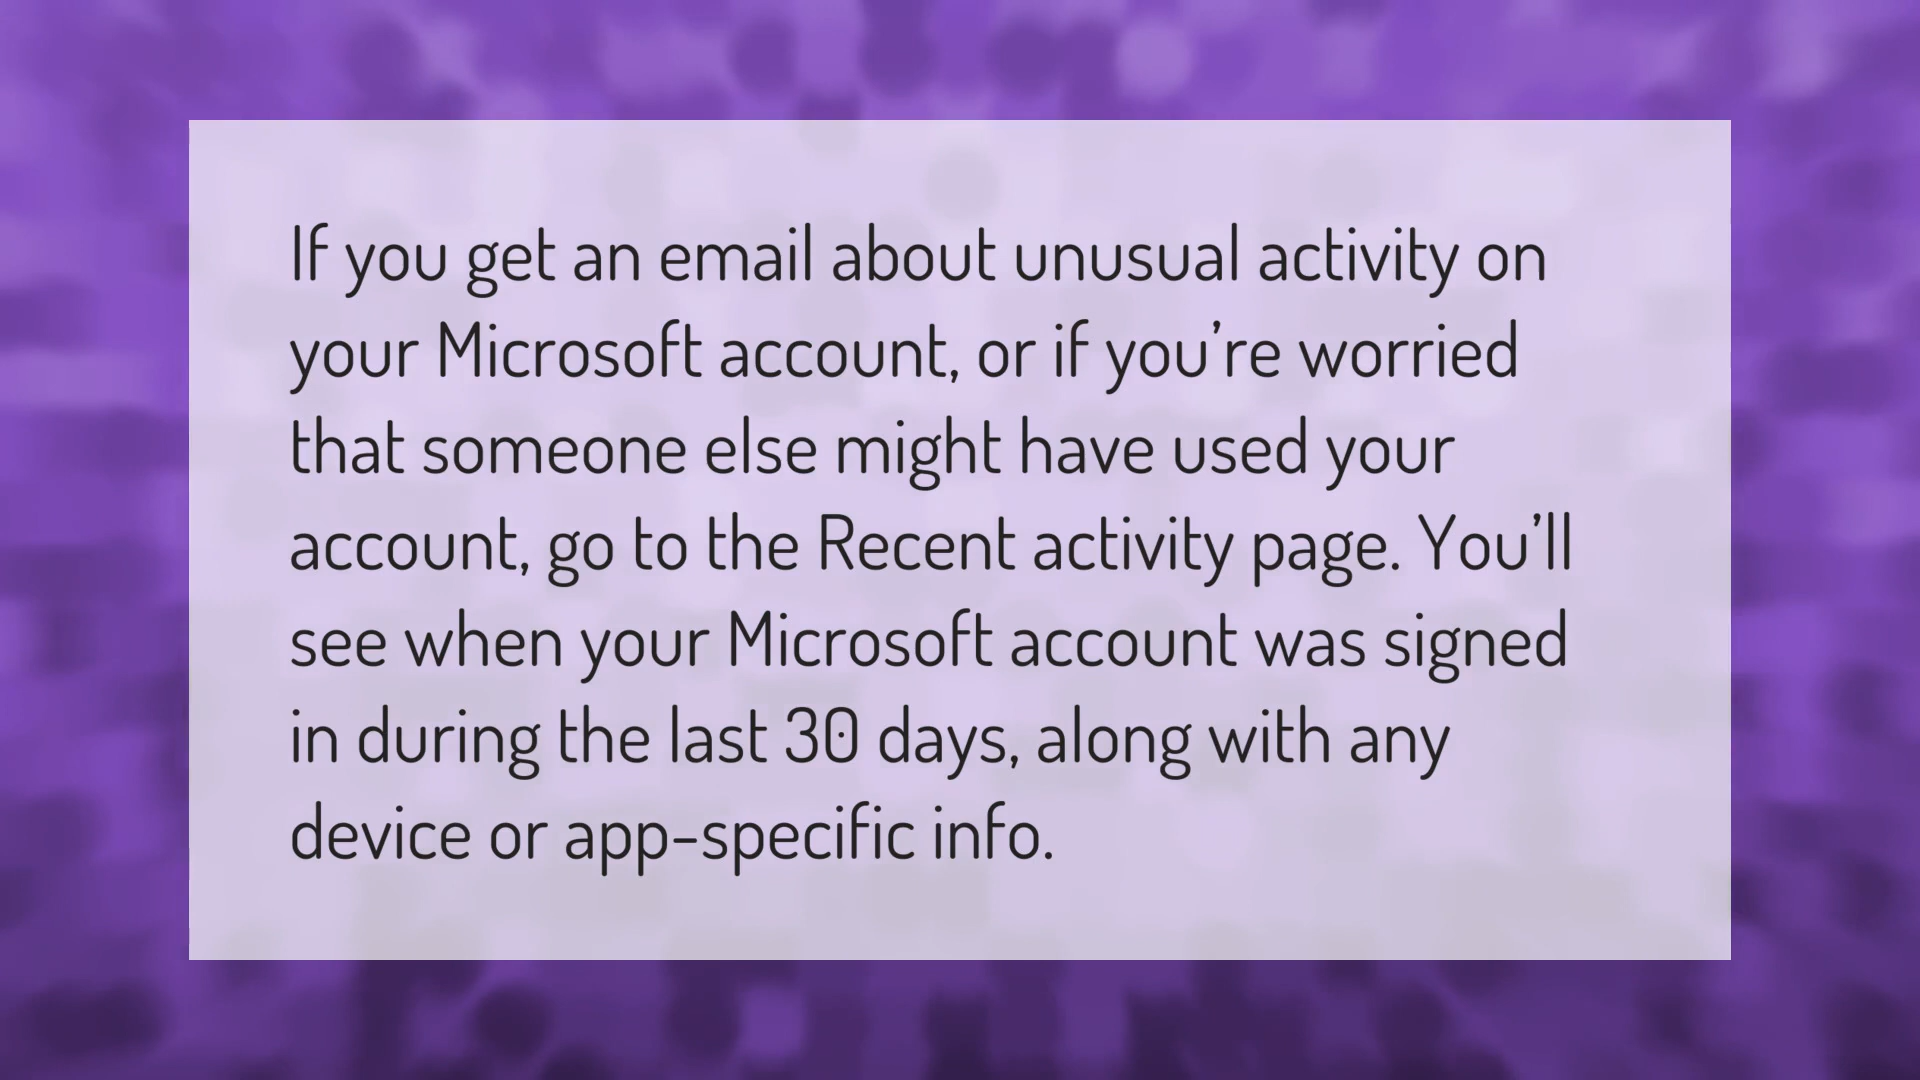 If you get an email about unusual activity on
your Microsoft account, or if you’re worried
that someone else might have used your
account, go to the Recent activity page. You’ll
see when your Microsoft account was signed
in during the last 30 days, along with any
device or app-specific info.